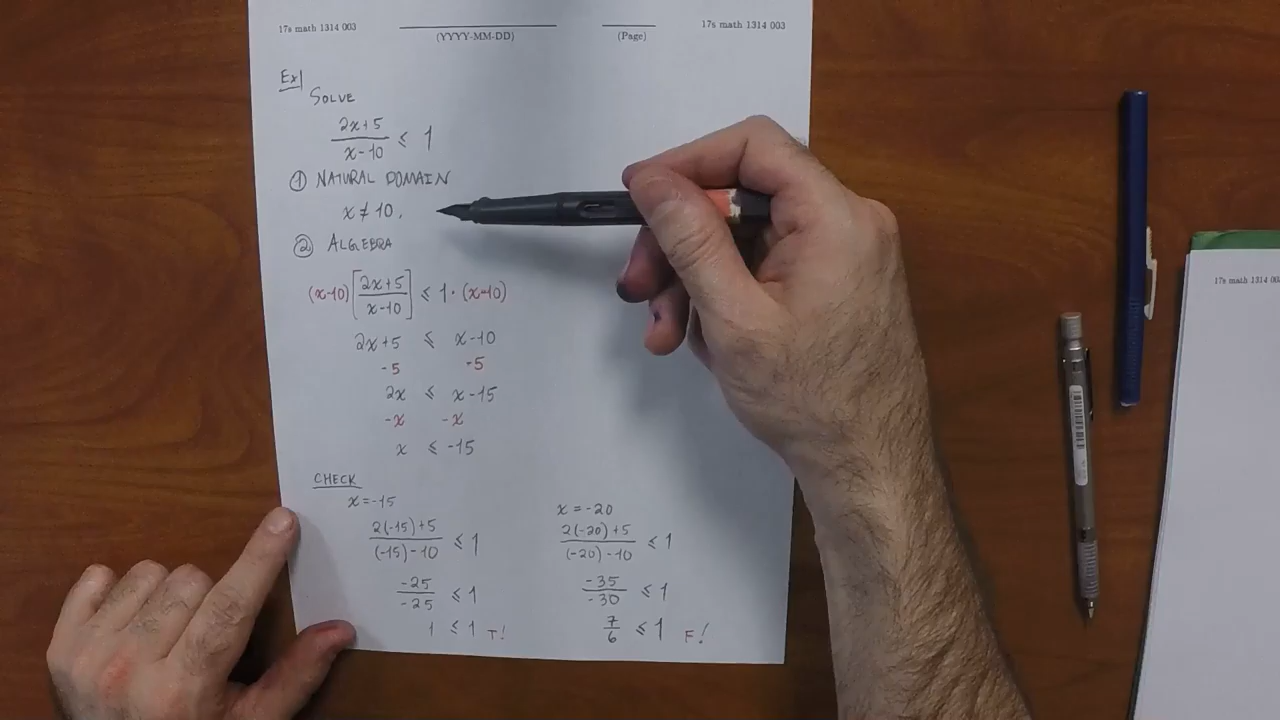 17s math 1314 003
(YYYY-MM-DD)
(Page)
17s math 1314 003
Ex1
SOLVE
(2x+5)/(x-10) ⩽ 1
① NATURAL DOMAIN
x ≠ 10.
② ALGEBRA
(x-10) [(2x+5)/(x-10)] ⩽ 1 · (x-10)
2x+5 ⩽ x-10
-5 -5
2x ⩽ x-15
-x -x
x ⩽ -15
CHECK
x=-15
(2(-15)+5)/((-15)-10) ⩽ 1
-25/-25 ⩽ 1
1 ⩽ 1 T!
x = -20
(2(-20)+5)/((-20)-10) ⩽ 1
-35/-30 ⩽ 1
7/6 ⩽ 1 F!
17s math 1314